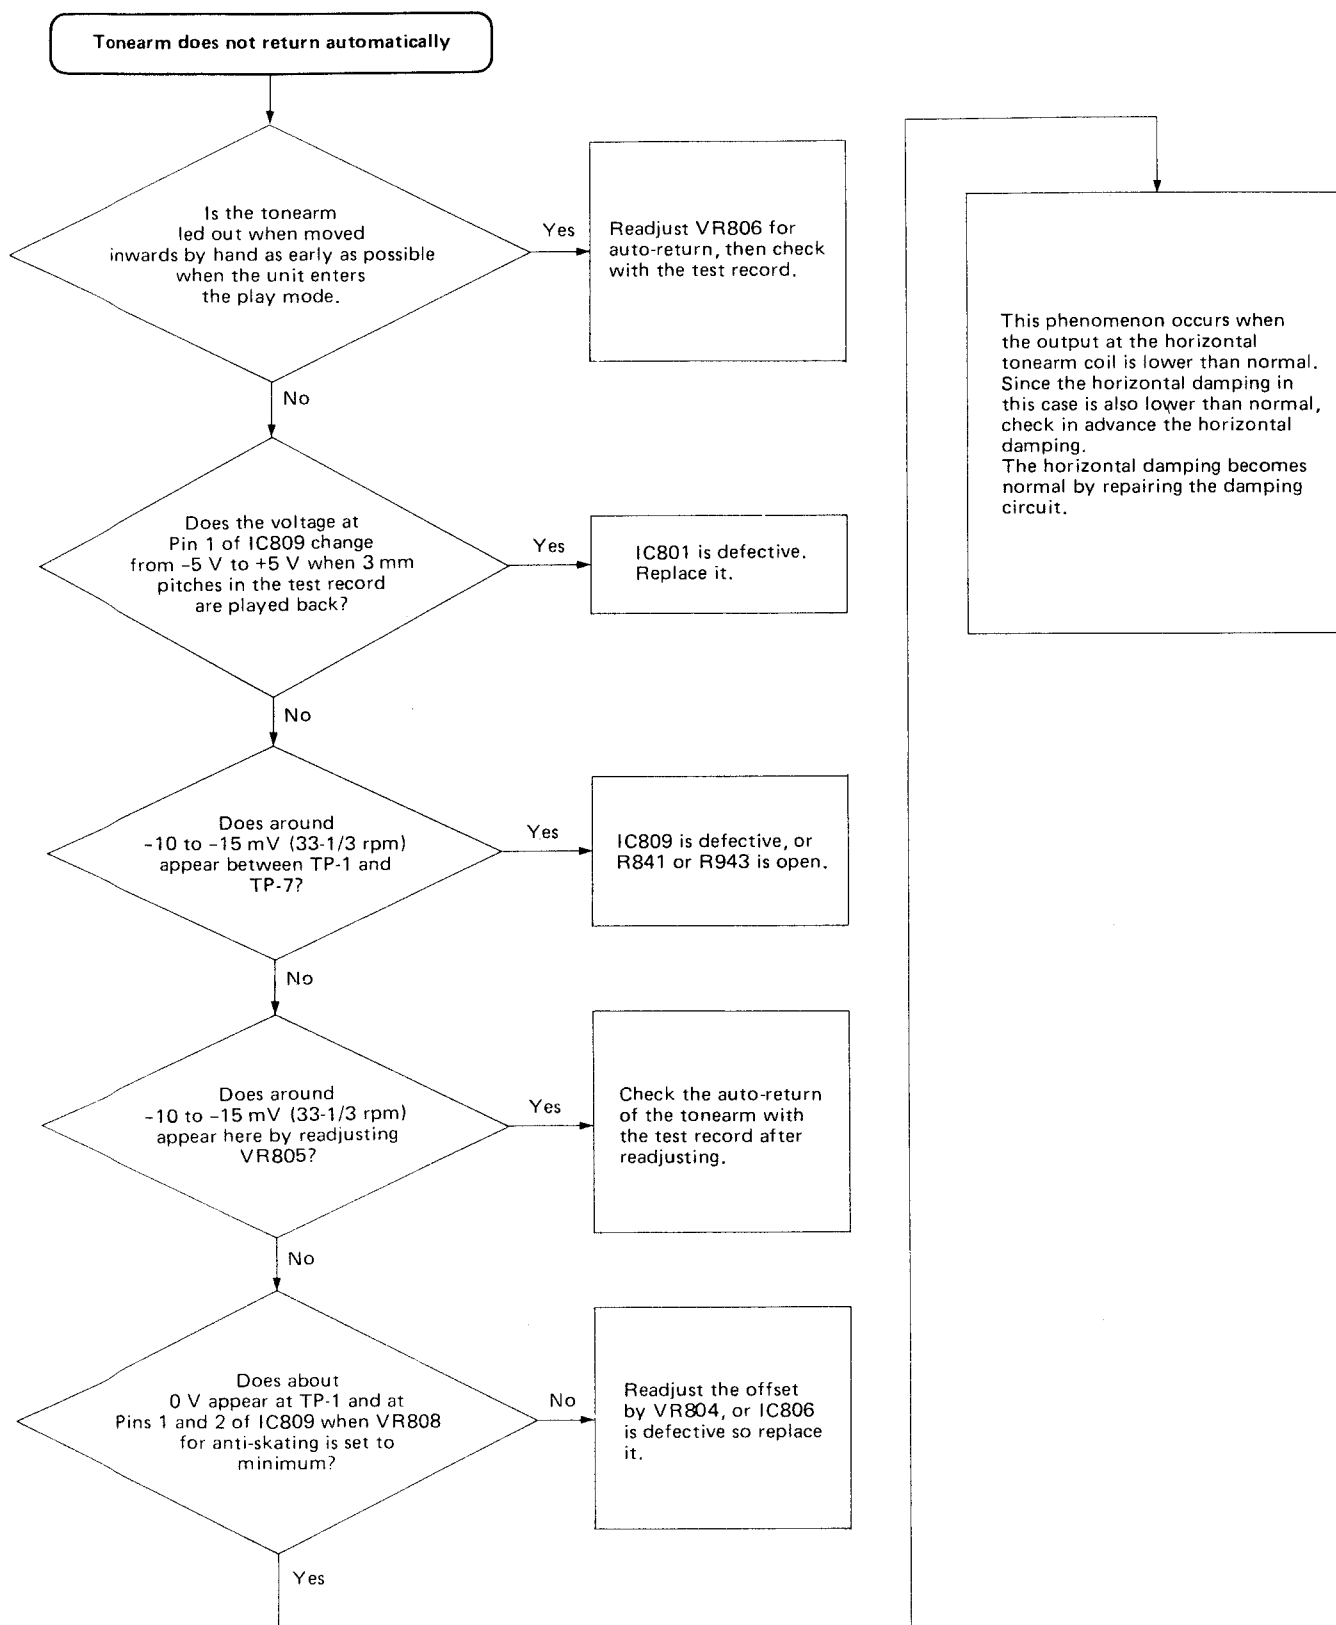 Tonearm does not return automatically
Is the tonearm
led out when moved
inwards by hand as early as possible
when the unit enters
the play mode.
Yes
Readjust VR806 for
auto-return, then check
with the test record.
No
Does the voltage at
Pin 1 of IC809 change
from -5 V to +5 V when 3 mm
pitches in the test record
are played back?
Yes
IC801 is defective.
Replace it.
No
Does around
-10 to -15 mV (33-1/3 rpm)
appear between TP-1 and
TP-7?
Yes
IC809 is defective, or
R841 or R943 is open.
No
Does around
-10 to -15 mV (33-1/3 rpm)
appear here by readjusting
VR805?
Yes
Check the auto-return
of the tonearm with
the test record after
readjusting.
No
Does about
0 V appear at TP-1 and at
Pins 1 and 2 of IC809 when VR808
for anti-skating is set to
minimum?
No
Readjust the offset
by VR804, or IC806
is defective so replace
it.
Yes
This phenomenon occurs when
the output at the horizontal
tonearm coil is lower than normal.
Since the horizontal damping in
this case is also lower than normal,
check in advance the horizontal
damping.
The horizontal damping becomes
normal by repairing the damping
circuit.